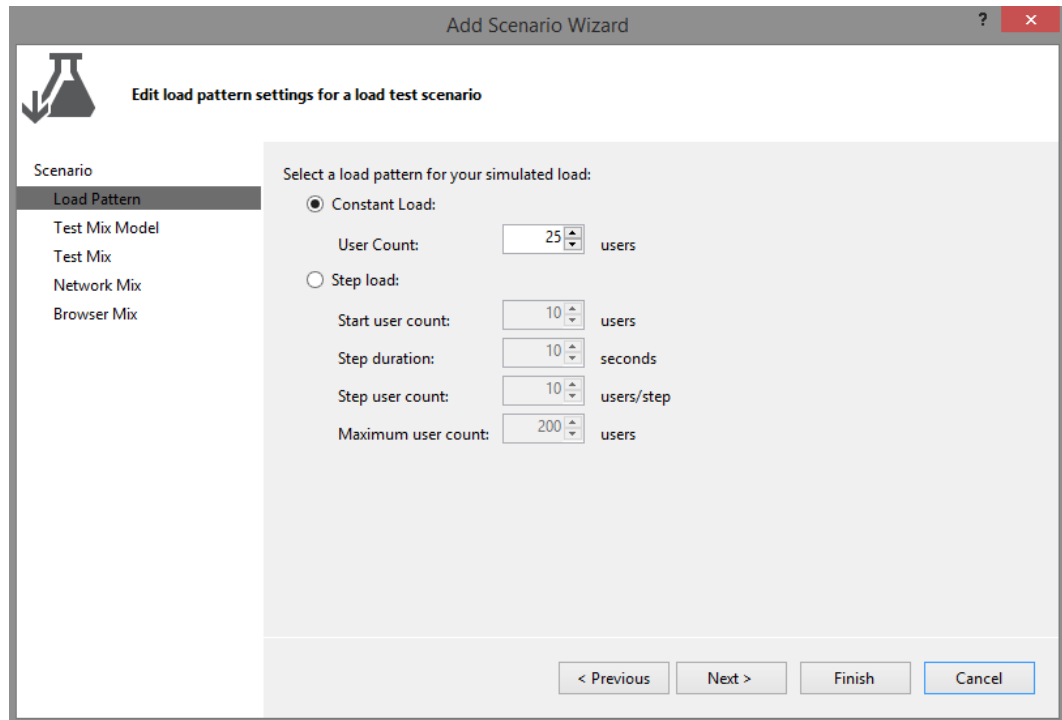 Add Scenario Wizard
?
Edit load pattern settings for a load test scenario
Scenario
Load Pattern
Test Mix Model
Test Mix
Network Mix
Browser Mix
Select a load pattern for your simulated load:
Constant Load:
User Count: 25 users
Step load:
Start user count: 10 users
Step duration: 10 seconds
Step user count: 10 users/step
Maximum user count: 200 users
< Previous Next > Finish Cancel